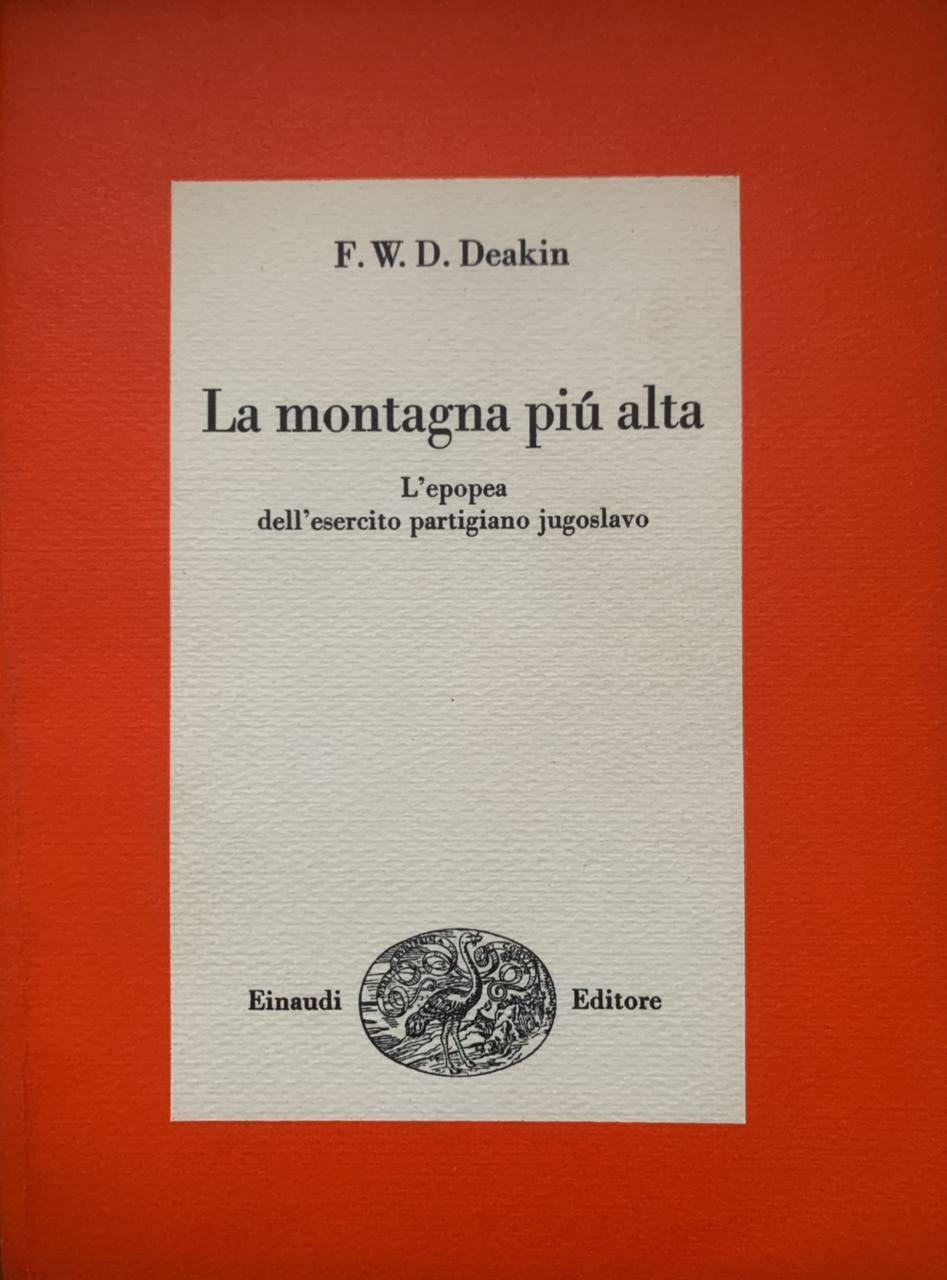 F. W. D. Deakin
La montagna piú alta
L'epopea
dell'esercito partigiano jugoslavo
Einaudi Editore